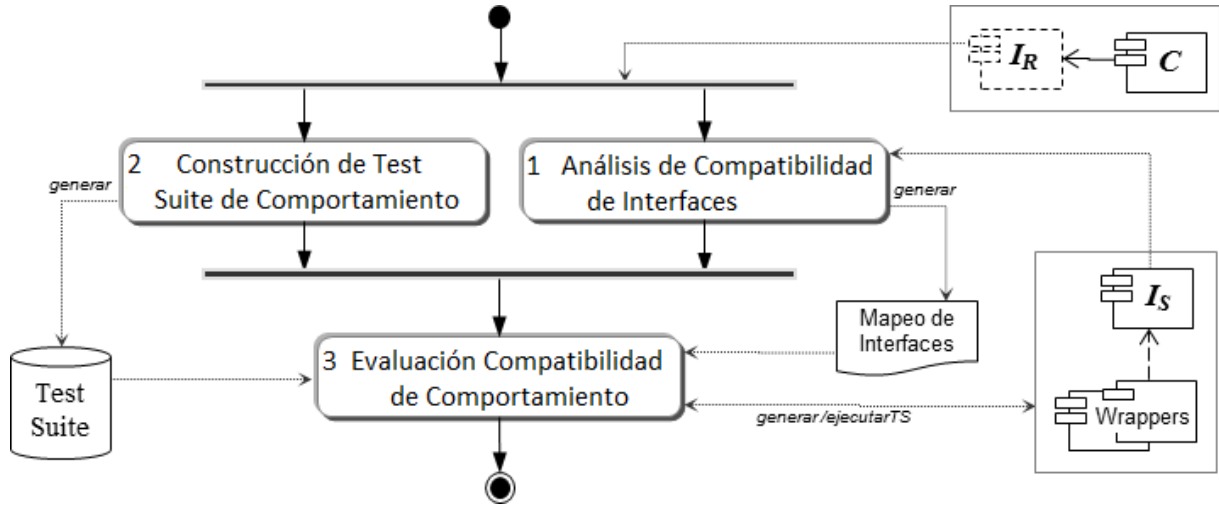 I_R
C
2 Construcción de Test
Suite de Comportamiento
1 Análisis de Compatibilidad
de Interfaces
generar
generar
I_S
Mapeo de
Interfaces
3 Evaluación Compatibilidad
de Comportamiento
Test
Suite
generar/ejecutarTS
Wrappers